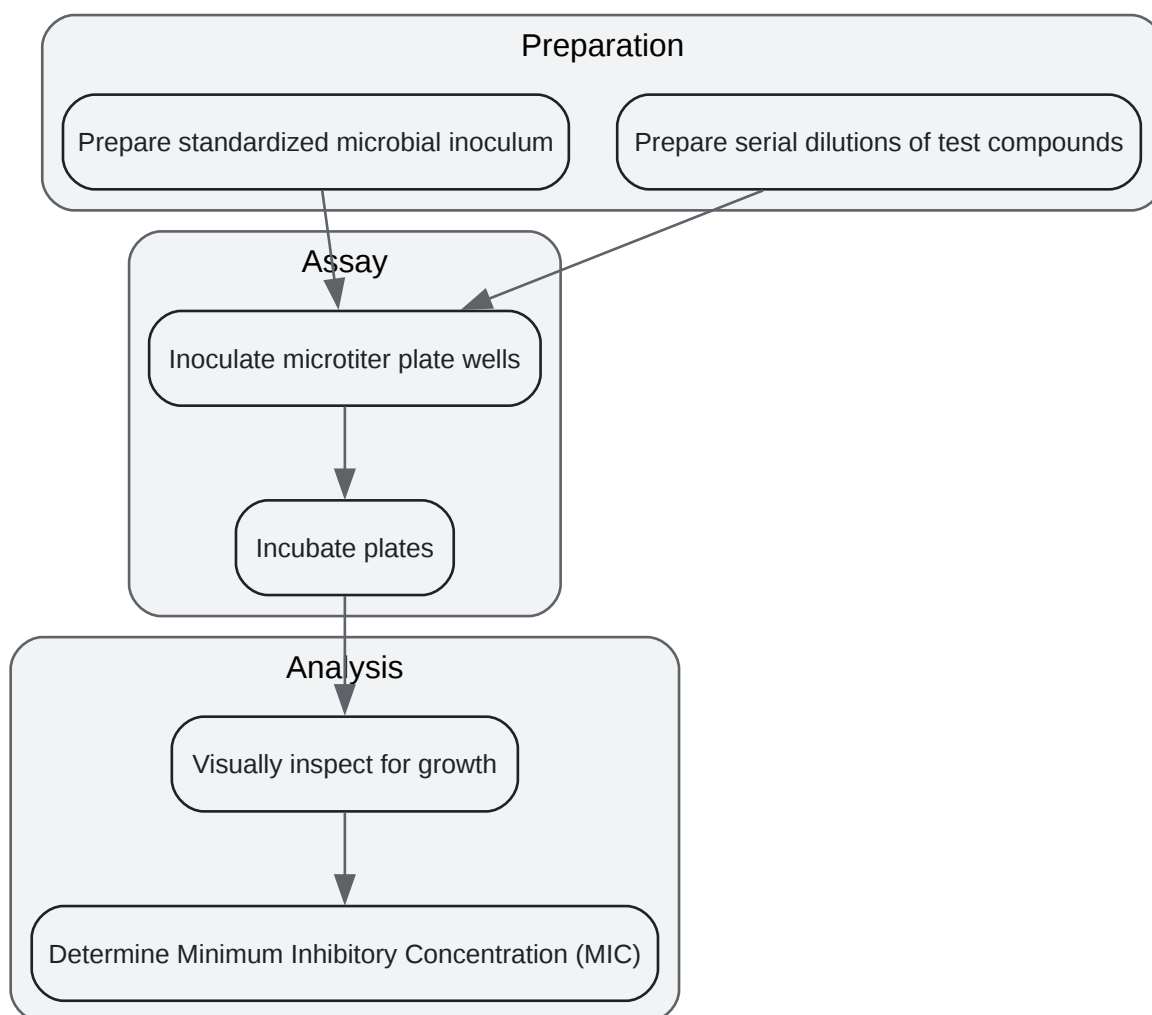 Preparation
Prepare standardized microbial inoculum
Prepare serial dilutions of test compounds
Assay
Inoculate microtiter plate wells
Incubate plates
Analysis
Visually inspect for growth
Determine Minimum Inhibitory Concentration (MIC)